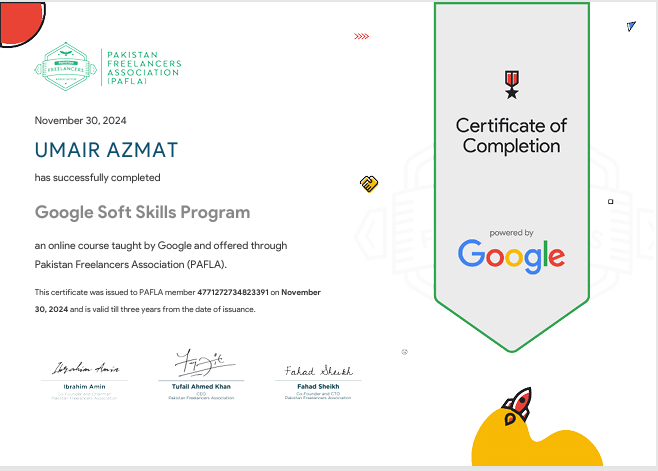 PAKISTAN
FREELANCERS
ASSOCIATION
(PAFLA)
FREELANCERS
November 30, 2024
UMAIR AZMAT
has successfully completed
Google Soft Skills Program
an online course taught by Google and offered through
Pakistan Freelancers Association (PAFLA).
This certificate was issued to PAFLA member 4771272734823391 on November
30, 2024 and is valid till three years from the date of issuance.
Ibrahim Amin
Ibrahim Amin
Co-Founder and Chairman
Pakistan Freelancers Association
Tufail Ahmed Khan
CEO
Pakistan Freelancers Association
Fahad Sheikh
Fahad Sheikh
Co-Founder and CTO
Pakistan Freelancers Association
Certificate of
Completion
powered by
Google